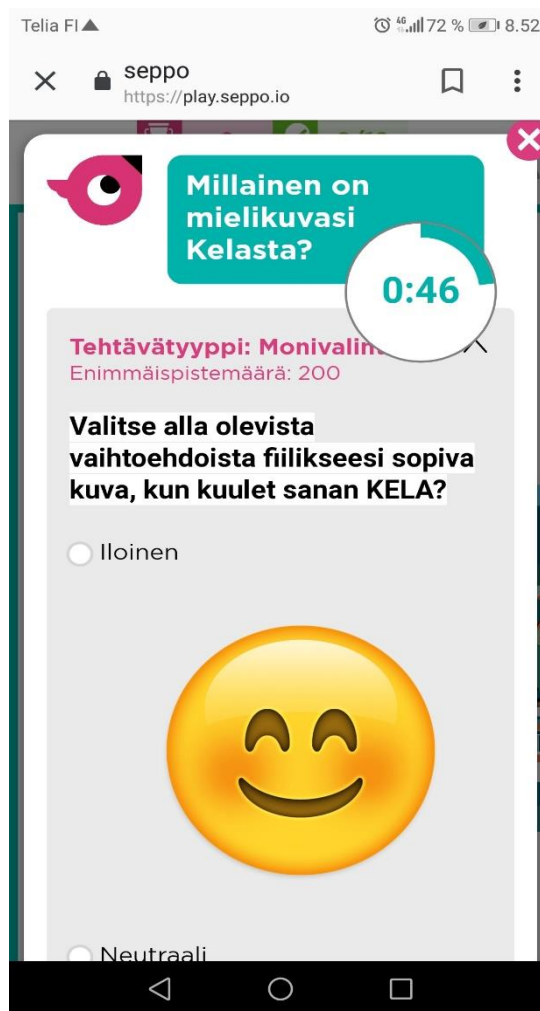 Telia FI
4G 72 % 8.52
seppo
https://play.seppo.io
Millainen on
mielikuvasi
Kelasta?
0:46
Tehtävätyyppi:
Enimmäispistemäärä: 200
Valitse alla olevista
vaihtoehdoista fiilikseesi sopiva
kuva, kun kuulet sanan KELA?
Iloinen
Neutraali